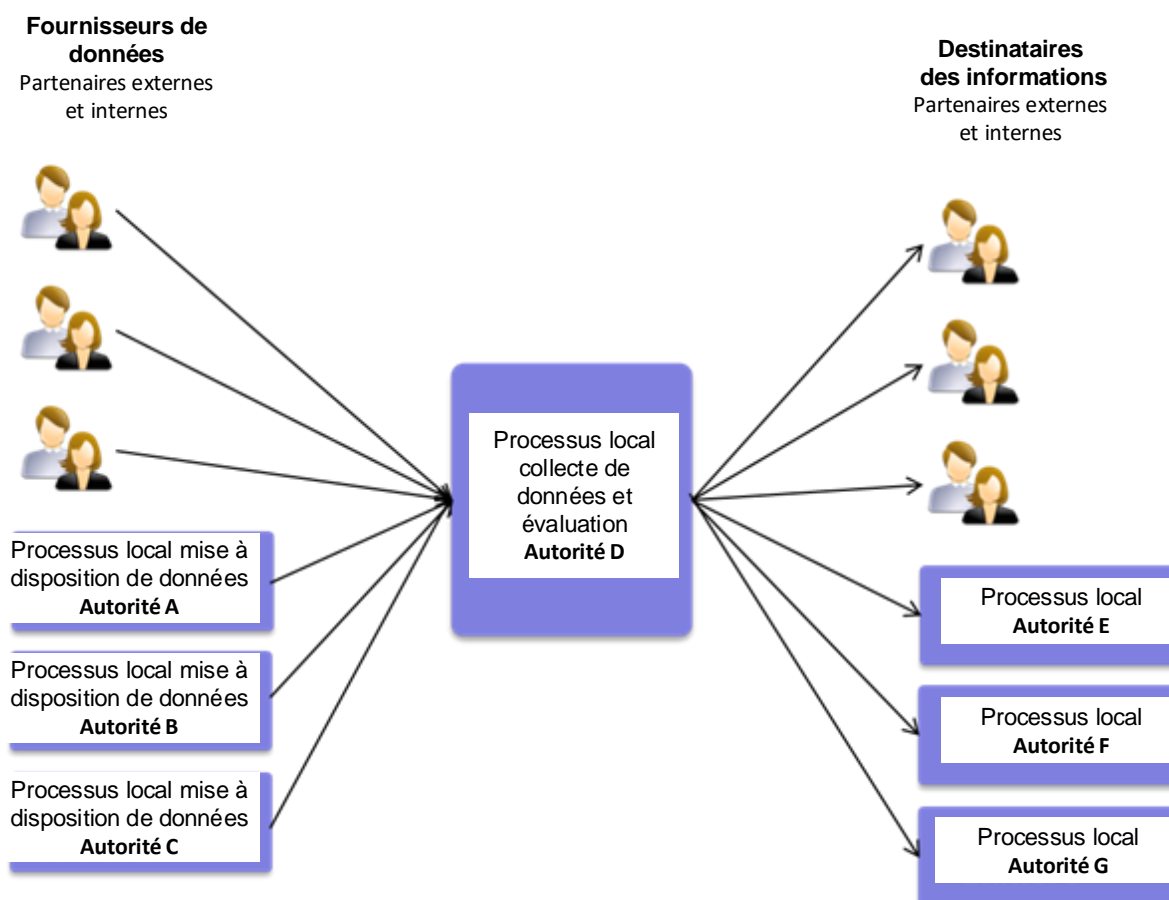 Fournisseurs de
données
Partenaires externes
et internes
Destinataires
des informations
Partenaires externes
et internes
Processus local
collecte de
données et
évaluation
Autorité D
Processus local mise à
disposition de données
Autorité A
Processus local mise à
disposition de données
Autorité B
Processus local mise à
disposition de données
Autorité C
Processus local
Autorité E
Processus local
Autorité F
Processus local
Autorité G